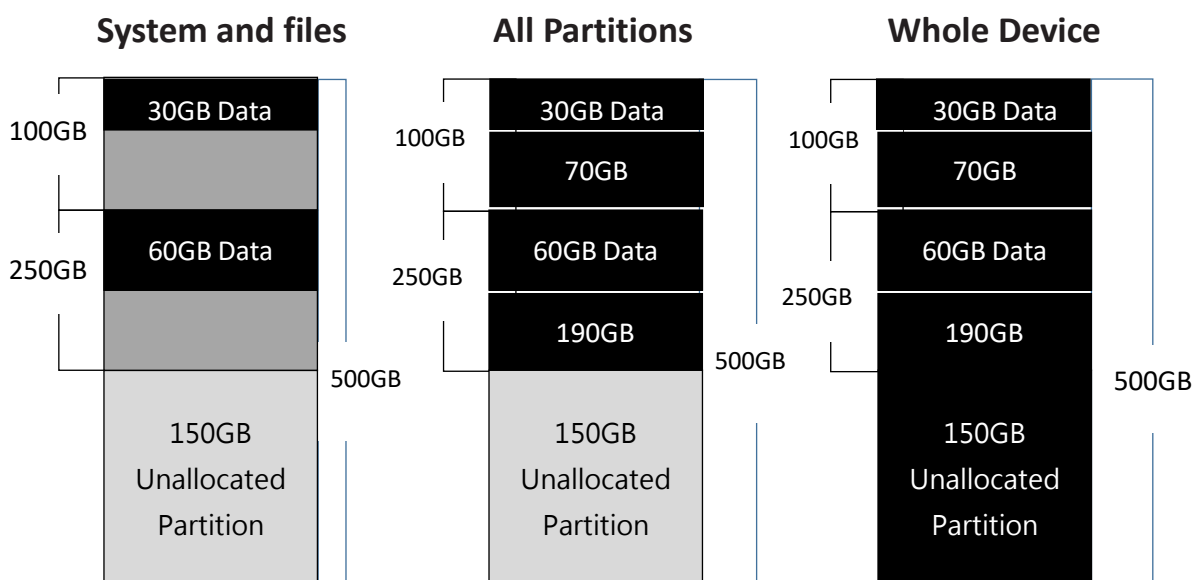 System and files
All Partitions
Whole Device
100GB
30GB Data
250GB
60GB Data
500GB
150GB
Unallocated
Partition
100GB
30GB Data
70GB
250GB
60GB Data
190GB
500GB
150GB
Unallocated
Partition
100GB
30GB Data
70GB
250GB
60GB Data
190GB
500GB
150GB
Unallocated
Partition